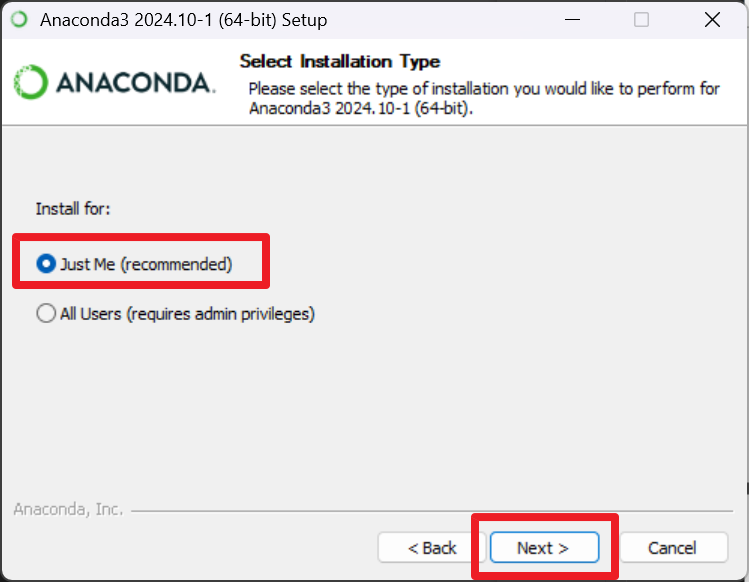 Anaconda3 2024.10-1 (64-bit) Setup
ANACONDA.
Select Installation Type
Please select the type of installation you would like to perform for
Anaconda3 2024.10-1 (64-bit).
Install for:
Just Me (recommended)
All Users (requires admin privileges)
Anaconda, Inc.
< Back
Next >
Cancel